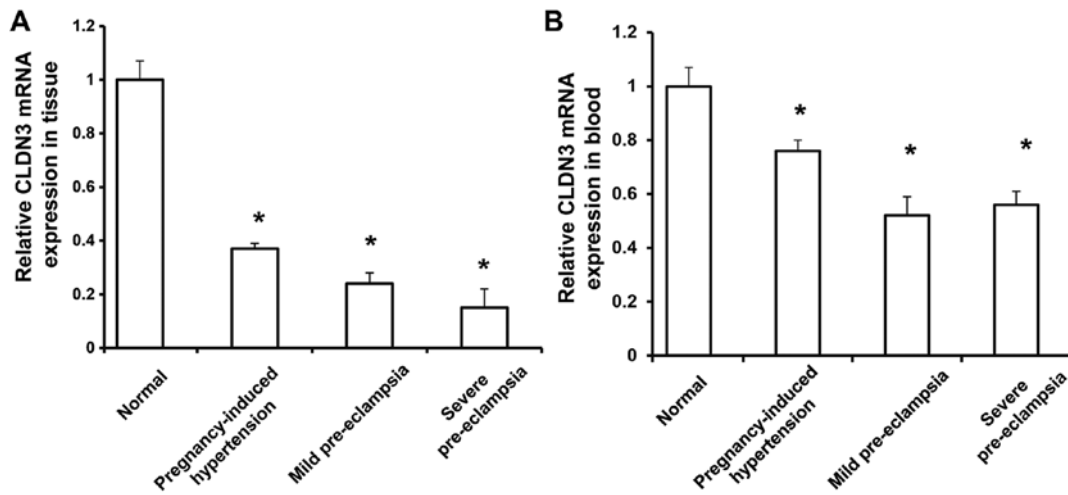 A
Relative CLDN3 mRNA
expression in tissue
1.2
1
0.8
0.6
0.4
0.2
0
*
*
*
Normal
Pregnancy-induced
hypertension
Mild pre-eclampsia
Severe
pre-eclampsia
B
Relative CLDN3 mRNA
expression in blood
1.2
1
0.8
0.6
0.4
0.2
0
*
*
*
Normal
Pregnancy-induced
hypertension
Mild pre-eclampsia
Severe
pre-eclampsia